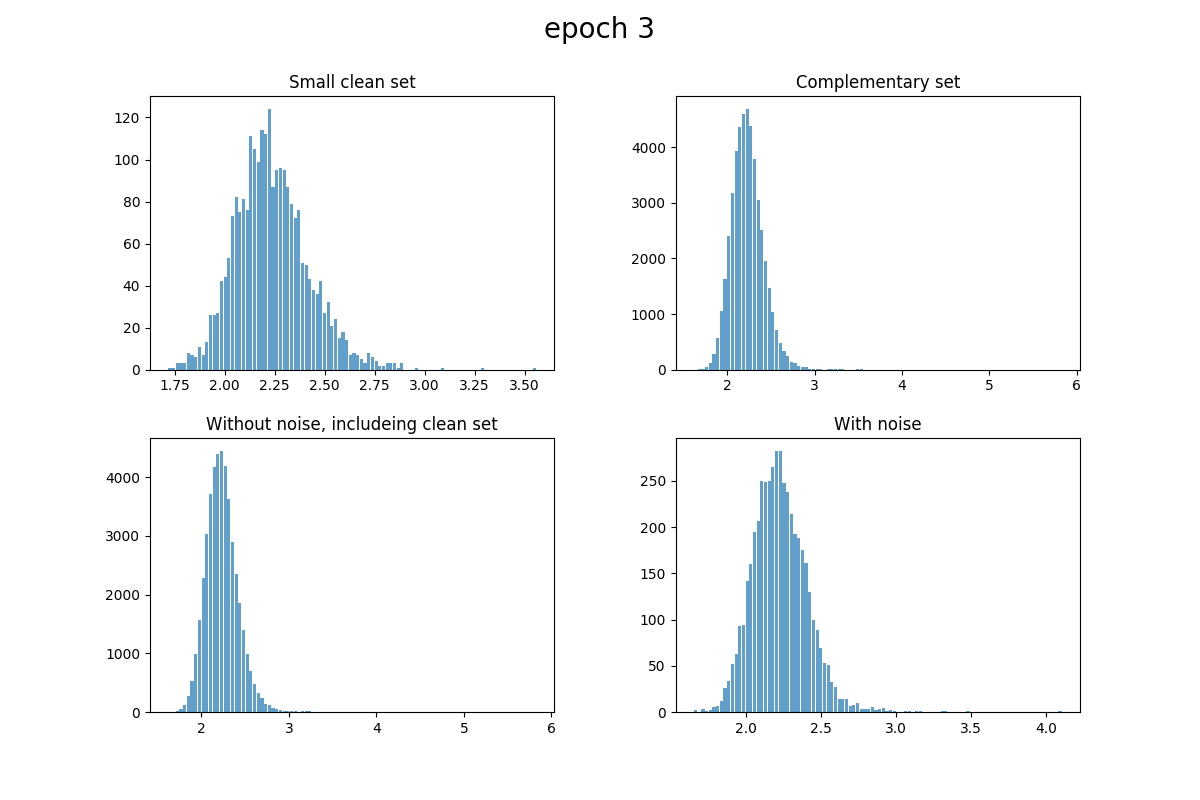 epoch 3
Small clean set
120
100
80
60
40
20
0
1.75 2.00 2.25 2.50 2.75 3.00 3.25 3.50
Complementary set
4000
3000
2000
1000
0
2 3 4 5 6
Without noise, includeing clean set
4000
3000
2000
1000
0
2 3 4 5 6
With noise
250
200
150
100
50
0
2.0 2.5 3.0 3.5 4.0